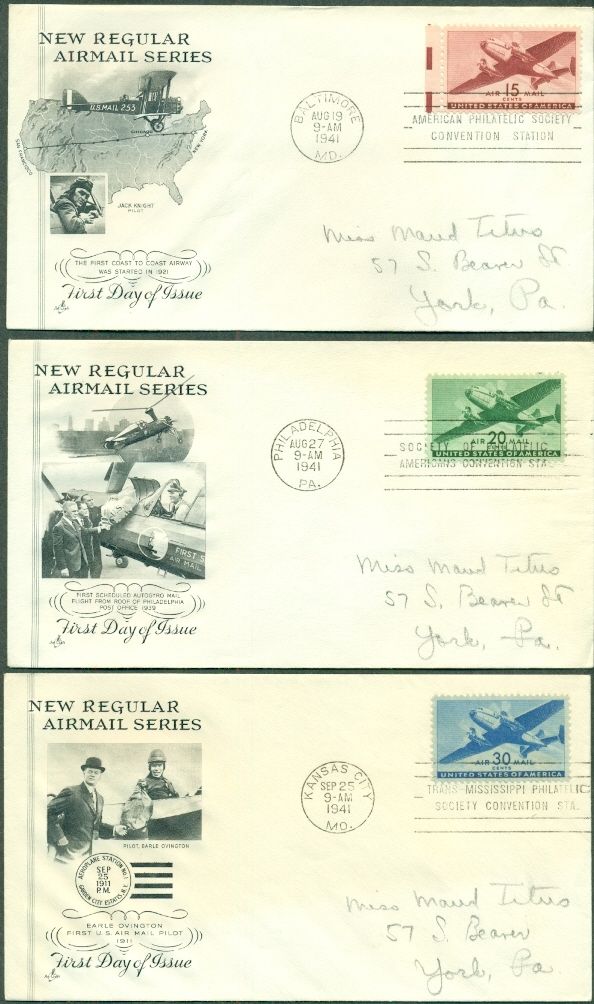 NEW REGULAR
AIRMAIL SERIES
U.S. MAIL 253
CHICAGO
SAN FRANCISCO
NEW YORK
JACK KNIGHT
PILOT
THE FIRST COAST TO COAST AIRWAY
WAS STARTED IN 1921
First Day of Issue
BALTIMORE
AUG 19
9-AM
1941
MD.
AIR 15 MAIL
CENTS
UNITED STATES OF AMERICA
AMERICAN PHILATELIC SOCIETY
CONVENTION STATION
Miss Maud Titus
57 S. Beaver St
York, Pa.
NEW REGULAR
AIRMAIL SERIES
FIRST S
AIR MAIL
FIRST SCHEDULED AUTOGYRO MAIL
FLIGHT FROM ROOF OF PHILADELPHIA
POST OFFICE 1939
First Day of Issue
PHILADELPHIA
AUG 27
9-AM
1941
PA.
AIR 20 MAIL
UNITED STATES OF AMERICA
SOCIETY OF PHILATELIC
AMERICANS CONVENTION STA.
Miss Maud Titus
57 S. Beaver St
York, Pa.
NEW REGULAR
AIRMAIL SERIES
PILOT, EARLE OVINGTON
AEROPLANE STATION NO. 1
SEP
25
1911
P.M.
GARDEN CITY ESTATES, N.Y.
EARLE OVINGTON
FIRST U.S. AIR MAIL PILOT
1911
First Day of Issue
KANSAS CITY
SEP 25
9-AM
1941
MO.
AIR 30 MAIL
CENTS
UNITED STATES OF AMERICA
TRANS-MISSISSIPPI PHILATELIC
SOCIETY CONVENTION STA.
Miss Maud Titus
57 S. Beaver
York, Pa